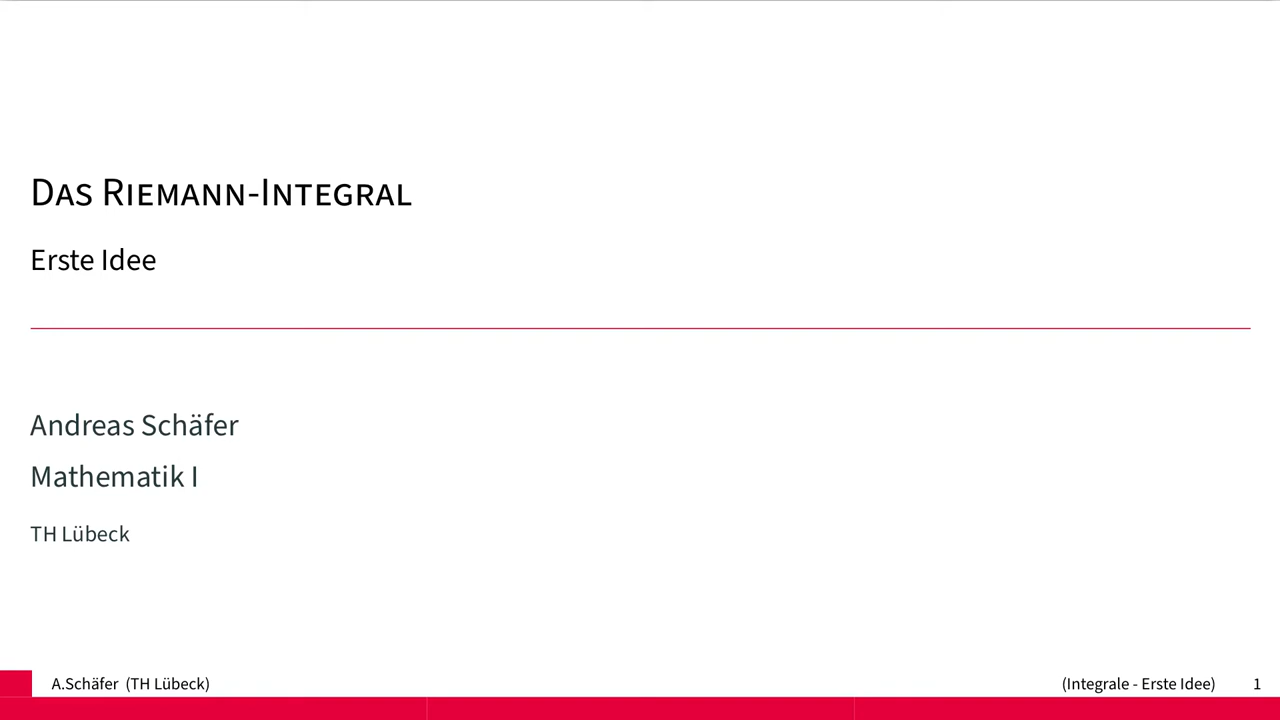 Das Riemann-Integral
Erste Idee
Andreas Schäfer
Mathematik I
TH Lübeck
A.Schäfer (TH Lübeck) (Integrale - Erste Idee) 1